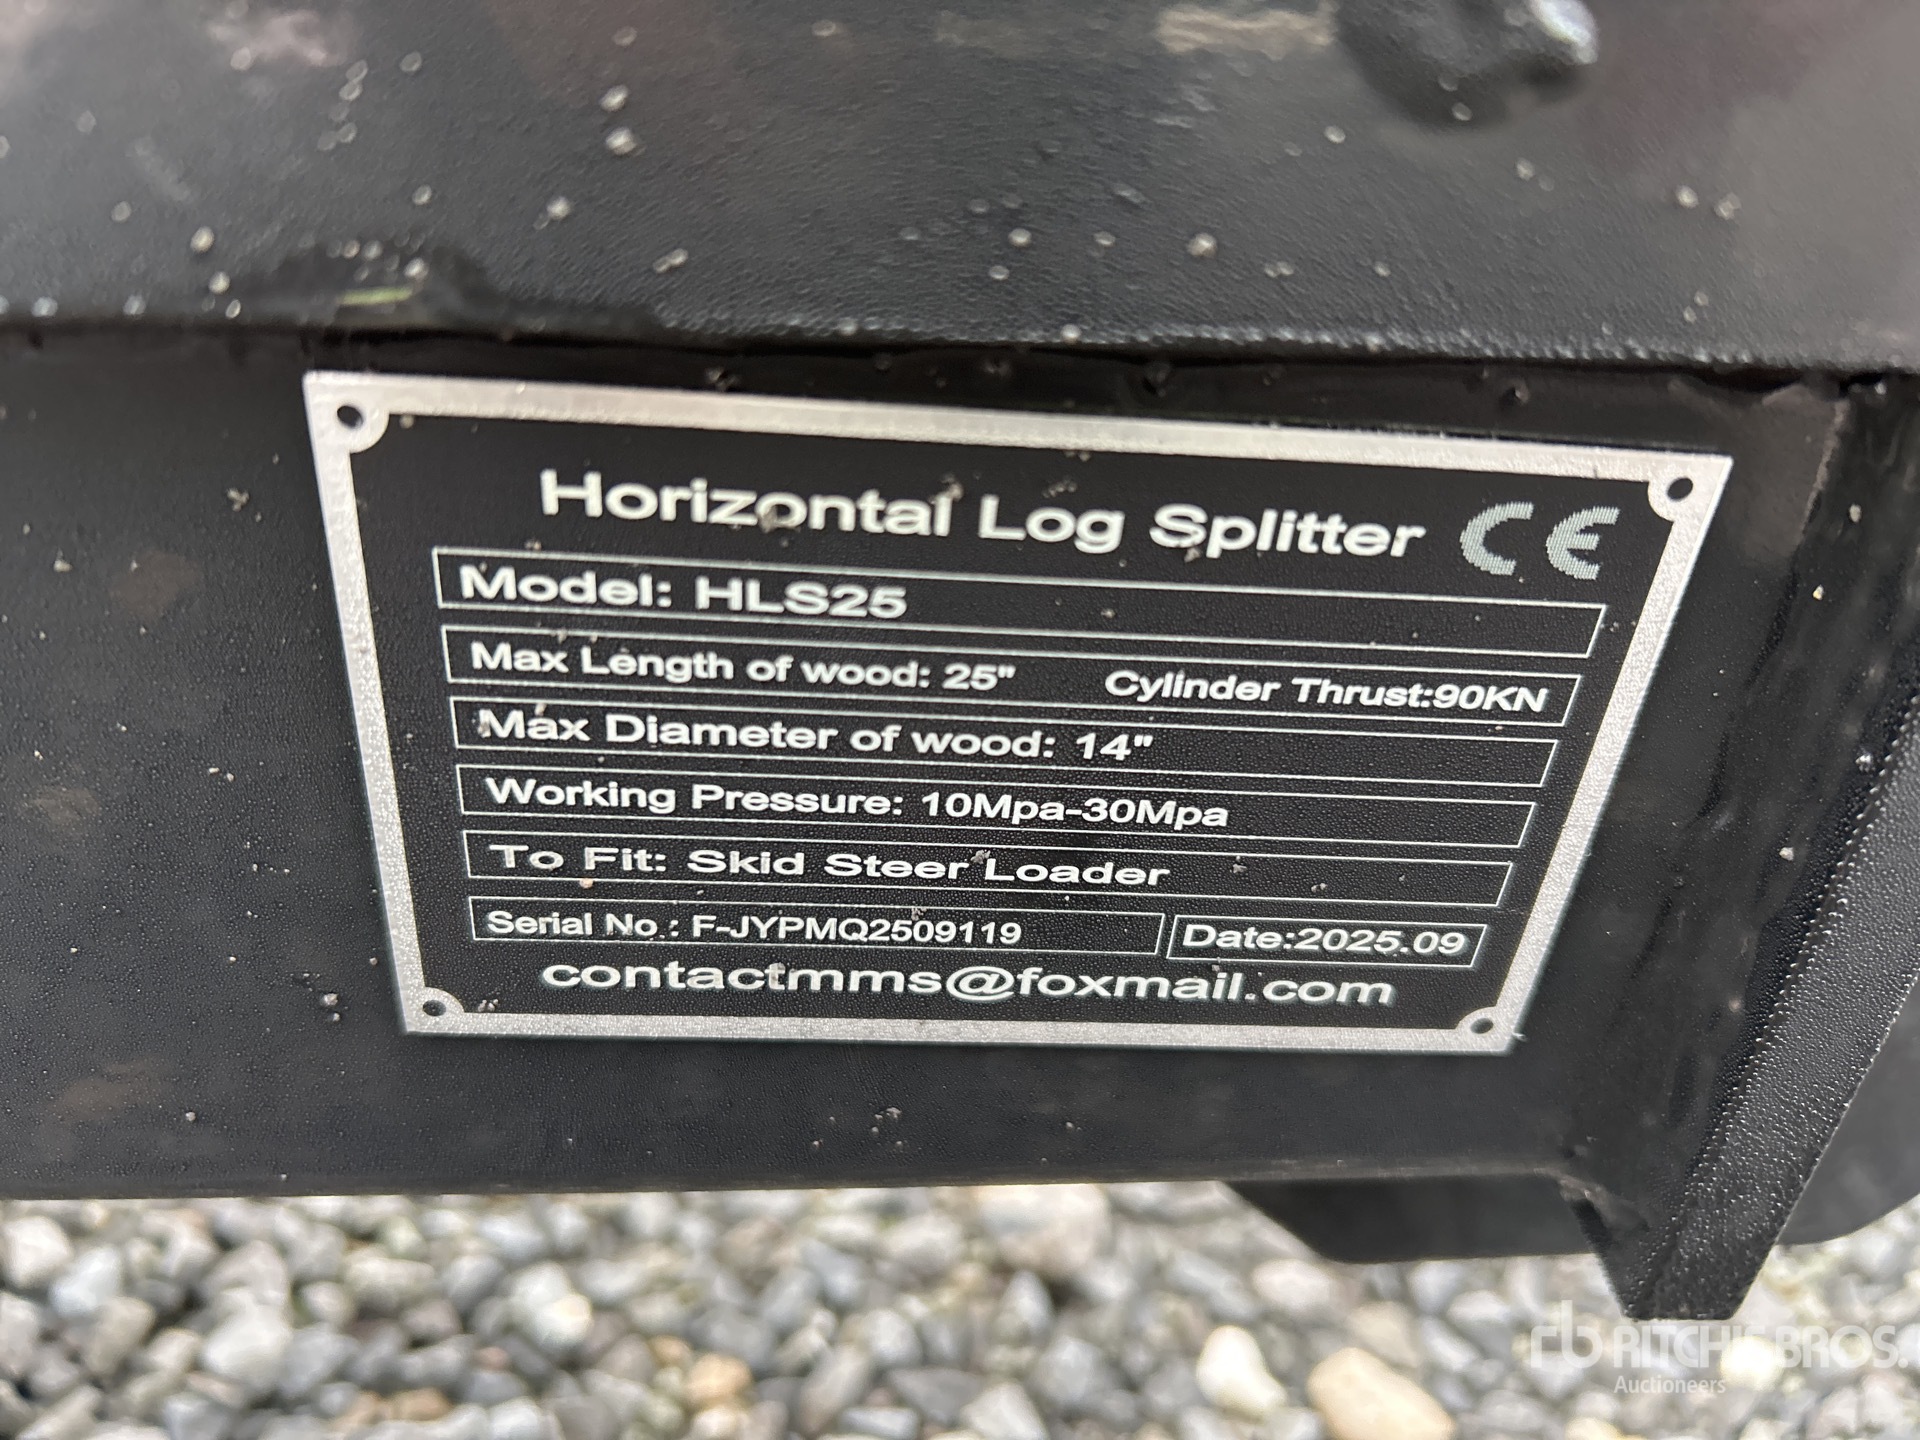 Horizontal Log Splitter CE
Model: HLS25
Max Length of wood: 25" Cylinder Thrust:90KN
Max Diameter of wood: 14"
Working Pressure: 10Mpa-30Mpa
To Fit: Skid Steer Loader
Serial No.: F-JYPMQ2509119 Date:2025.09
contactmms@foxmail.com
rb RITCHIE BROS.
Auctioneers